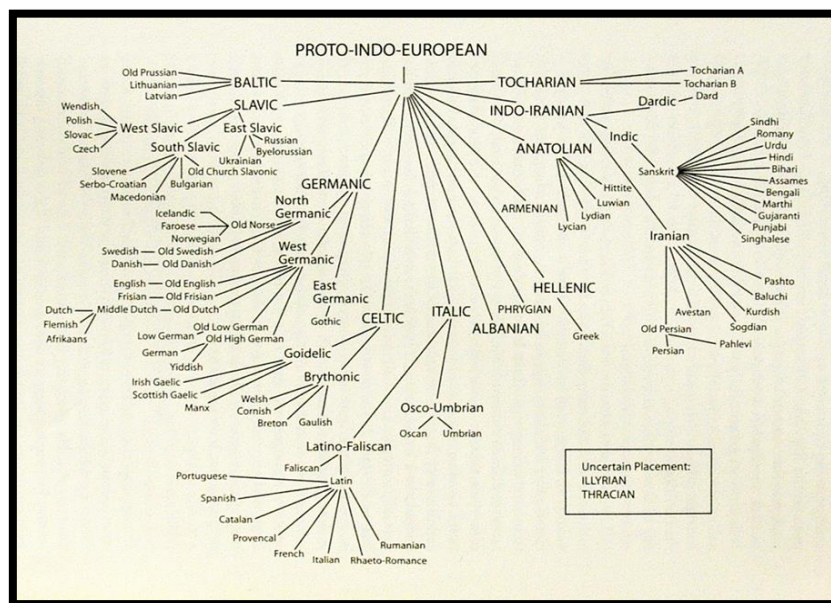 PROTO-INDO-EUROPEAN
Old Prussian
Lithuanian
Latvian
BALTIC
SLAVIC
Wendish
Polish
Slovac
Czech
West Slavic
East Slavic
Russian
Byelorussian
Ukrainian
South Slavic
Old Church Slavonic
Slovene
Serbo-Croatian
Macedonian
Bulgarian
GERMANIC
North
Germanic
Icelandic
Faroese
Norwegian
Old Norse
Swedish
Old Swedish
Danish
Old Danish
West
Germanic
English
Old English
Frisian
Old Frisian
Dutch
Flemish
Afrikaans
Middle Dutch
Old Dutch
Old Low German
Low German
Old High German
German
Yiddish
East
Germanic
Gothic
CELTIC
Goidelic
Irish Gaelic
Scottish Gaelic
Manx
Brythonic
Welsh
Cornish
Breton
Gaulish
ITALIC
Osco-Umbrian
Oscan
Umbrian
Latino-Faliscan
Faliscan
Latin
Portuguese
Spanish
Catalan
Provencal
French
Italian
Rhaeto-Romance
Rumanian
ALBANIAN
PHRYGIAN
HELLENIC
Greek
ARMENIAN
ANATOLIAN
Hittite
Luwian
Lydian
Lycian
TOCHARIAN
Tocharian A
Tocharian B
INDO-IRANIAN
Dardic
Dard
Indic
Sanskrit
Sindhi
Romany
Urdu
Hindi
Bihari
Assames
Bengali
Marthi
Gujaranti
Punjabi
Singhalese
Iranian
Pashto
Baluchi
Kurdish
Sogdian
Avestan
Old Persian
Persian
Pahlevi
Uncertain Placement:
ILLYRIAN
THRACIAN